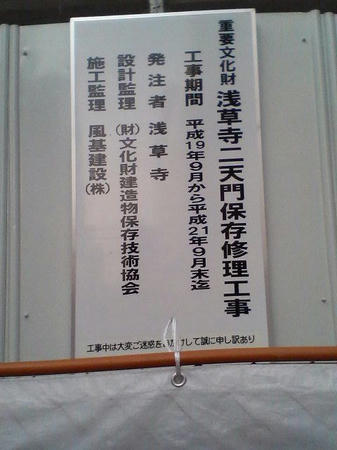 重要文化財 浅草寺二天門保存修理工事
工事期間 平成19年9月から平成21年9月末迄
発注者 浅草寺
設計監理 (財)文化財建造物保存技術協会
施工監理 風基建設(株)
工事中は大変ご迷惑をおかけして誠に申し訳あり